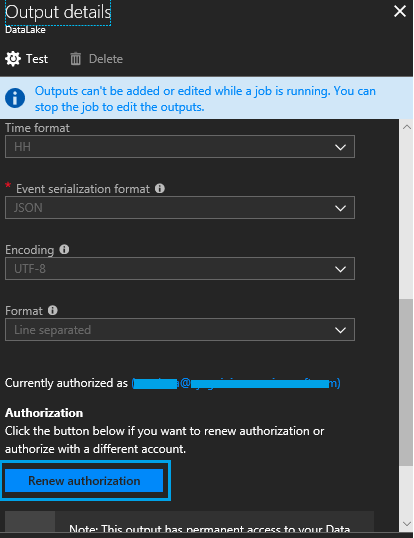 Output details
DataLake
Test Delete
Outputs can't be added or edited while a job is running. You can
stop the job to edit the outputs.
Time format
HH
* Event serialization format
JSON
Encoding
UTF-8
Format
Line separated
Currently authorized as
Authorization
Click the button below if you want to renew authorization or
authorize with a different account.
Renew authorization
Note: This output has permanent access to your Data